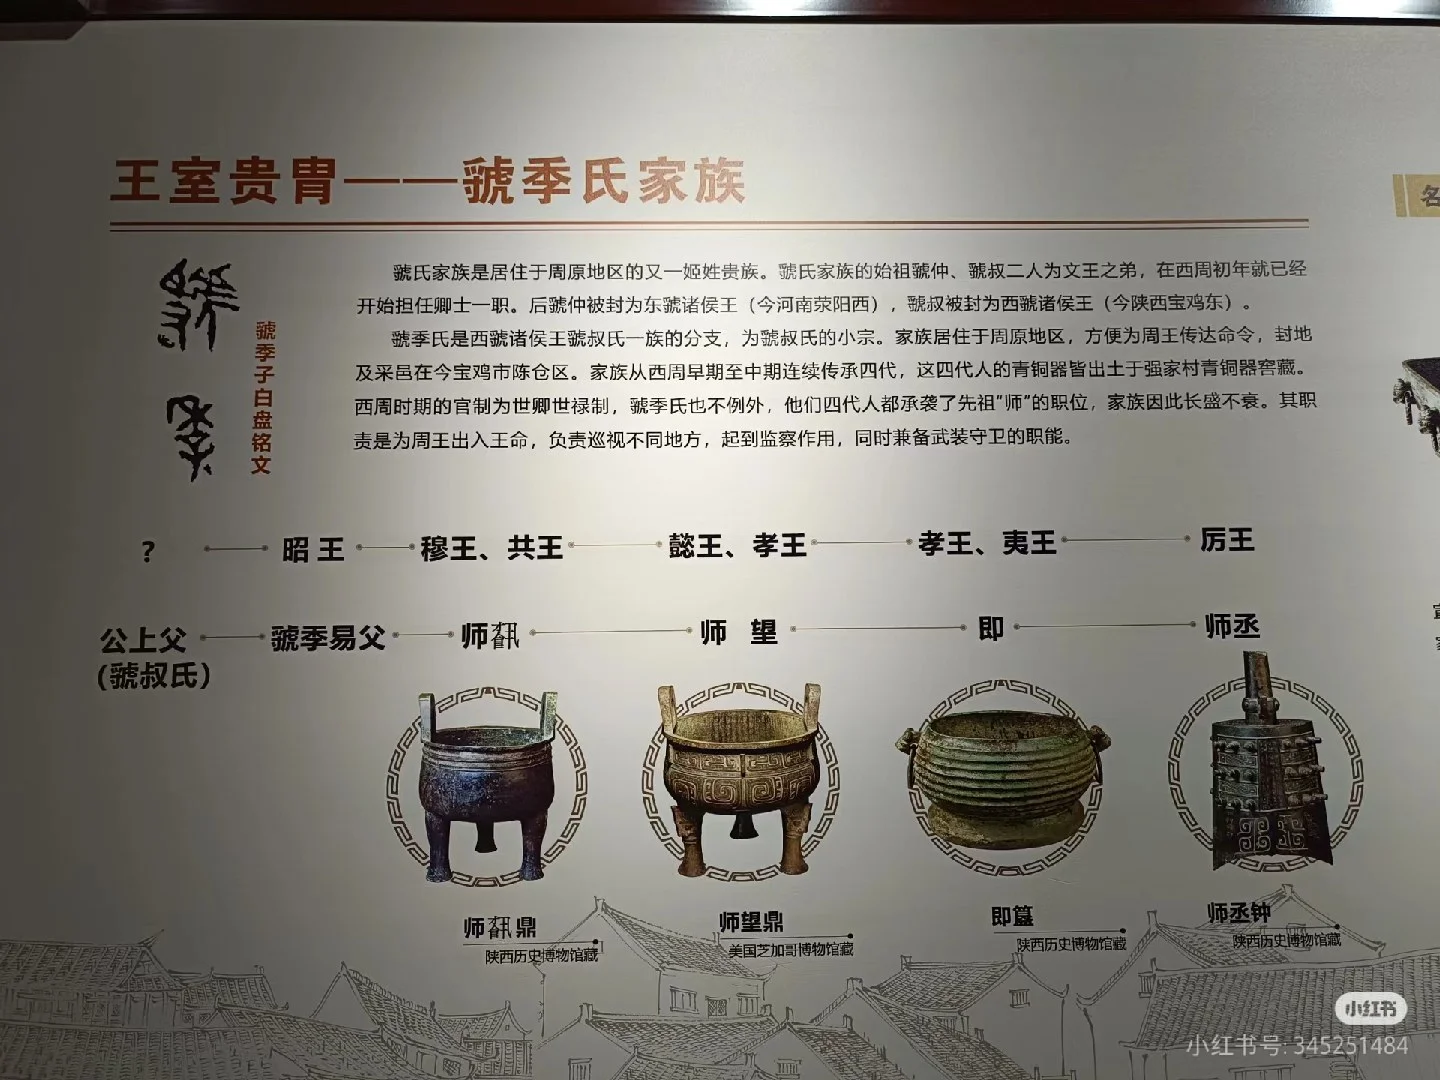 王室贵胄——虢季氏家族
虢季子白盘铭文
虢氏家族是居住于周原地区的又一姬姓贵族。虢氏家族的始祖虢仲、虢叔二人为文王之弟，在西周初年就已经
开始担任卿士一职。后虢仲被封为东虢诸侯王（今河南荥阳西），虢叔被封为西虢诸侯王（今陕西宝鸡东）。
虢季氏是西虢诸侯王虢叔氏一族的分支，为虢叔氏的小宗。家族居住于周原地区，方便为周王传达命令，封地
及采邑在今宝鸡市陈仓区。家族从西周早期至中期连续传承四代，这四代人的青铜器皆出土于强家村青铜器窖藏。
西周时期的官制为世卿世禄制，虢季氏也不例外，他们四代人都承袭了先祖"师"的职位，家族因此长盛不衰。其职
责是为周王出入王命，负责巡视不同地方，起到监察作用，同时兼备武装守卫的职能。
? 昭王 穆王、共王 懿王、孝王 孝王、夷王 厉王
公上父 虢季易父 师 师望 即 师丞
(虢叔氏)
师 鼎 师望鼎 即簋 师丞钟
陕西历史博物馆藏 美国芝加哥博物馆藏 陕西历史博物馆藏 陕西历史博物馆藏
名
小红书
小红书号: 345251484